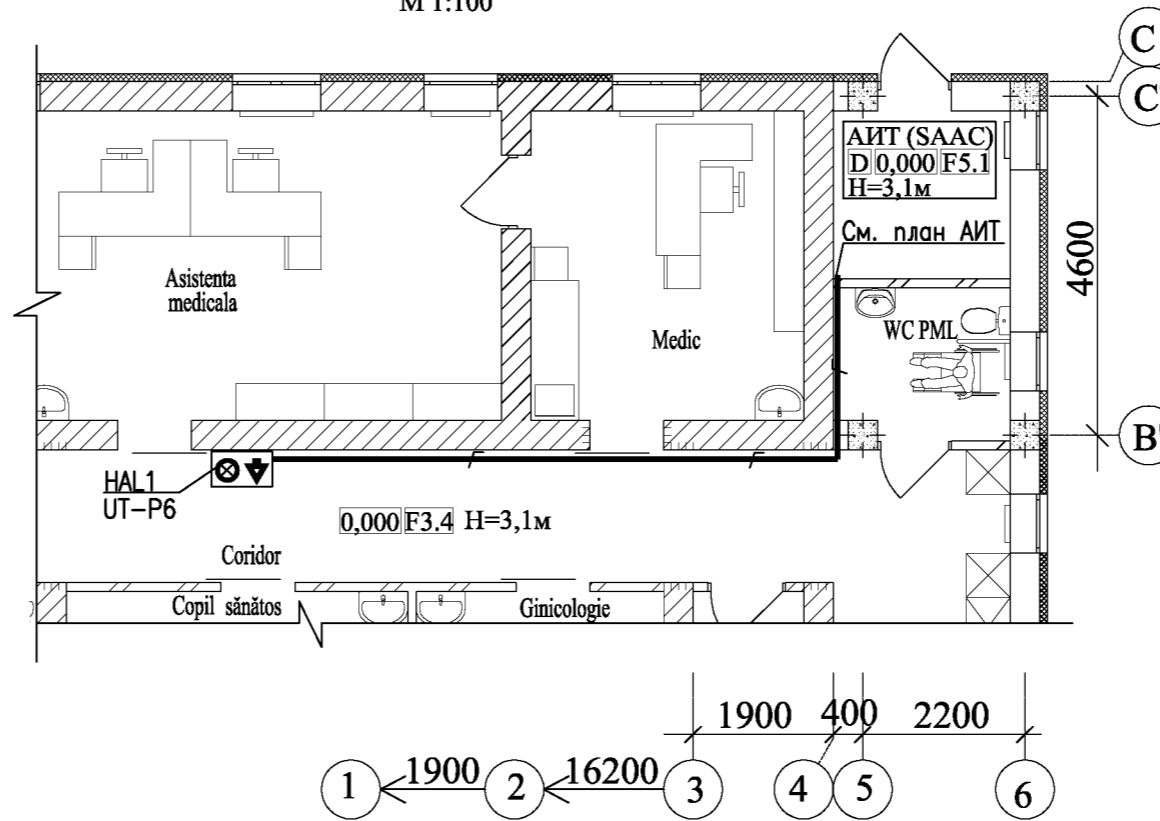 M 1:100
C
C'
АИТ (SAAC)
D 0,000 F5.1
H=3,1м
См. план АИТ
4600
Asistenta
medicala
Medic
WC PML
B'
HAL1
UT-P6
0,000 F3.4 H=3,1м
Coridor
Copil sănătos
Ginicologie
1900 400 2200
1900 16200
1 2 3 4 5 6